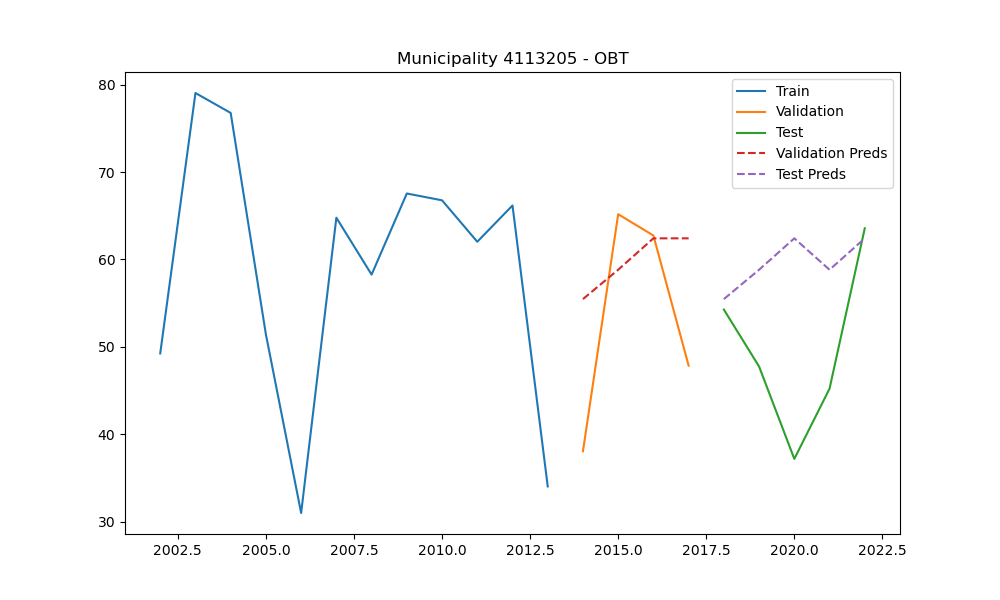 Municipality 4113205 - OBT
Train
Validation
Test
Validation Preds
Test Preds
80
70
60
50
40
30
2002.5 2005.0 2007.5 2010.0 2012.5 2015.0 2017.5 2020.0 2022.5